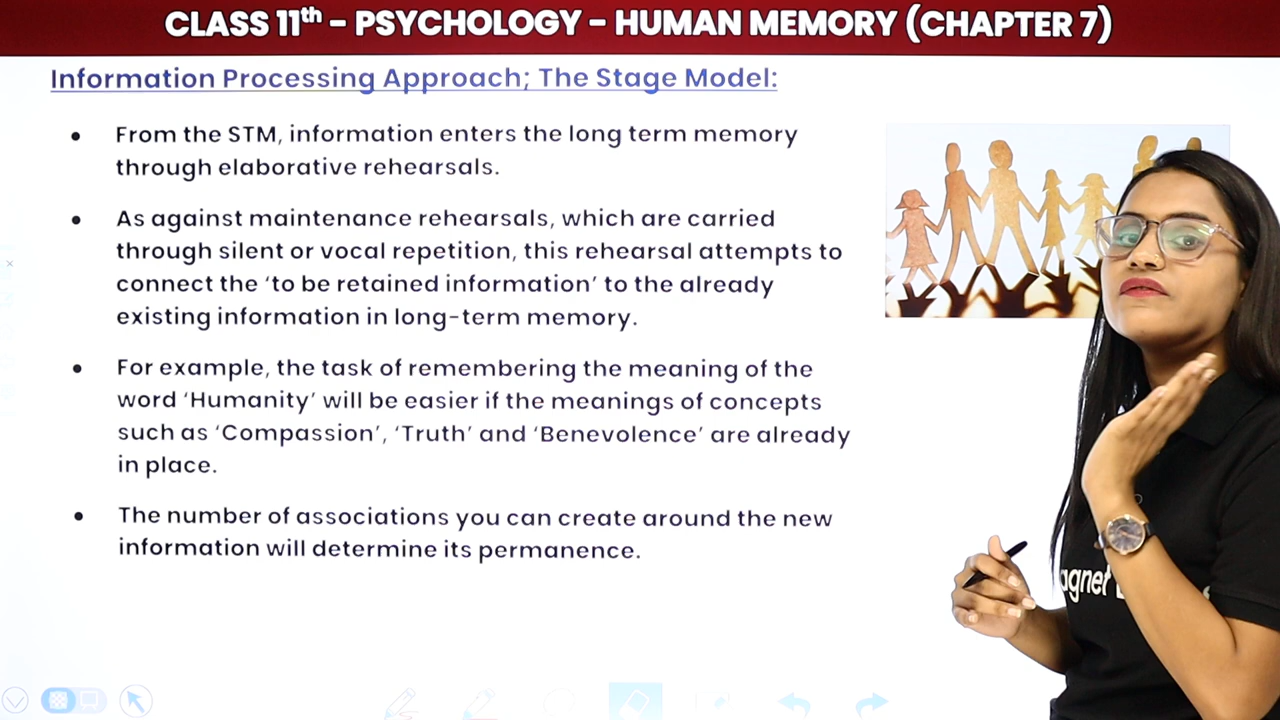 CLASS 11th – PSYCHOLOGY – HUMAN MEMORY (CHAPTER 7)
Information Processing Approach; The Stage Model:
• From the STM, information enters the long term memory
through elaborative rehearsals.
• As against maintenance rehearsals, which are carried
through silent or vocal repetition, this rehearsal attempts to
connect the ‘to be retained information’ to the already
existing information in long-term memory.
• For example, the task of remembering the meaning of the
word ‘Humanity’ will be easier if the meanings of concepts
such as ‘Compassion’, ‘Truth’ and ‘Benevolence’ are already
in place.
• The number of associations you can create around the new
information will determine its permanence.